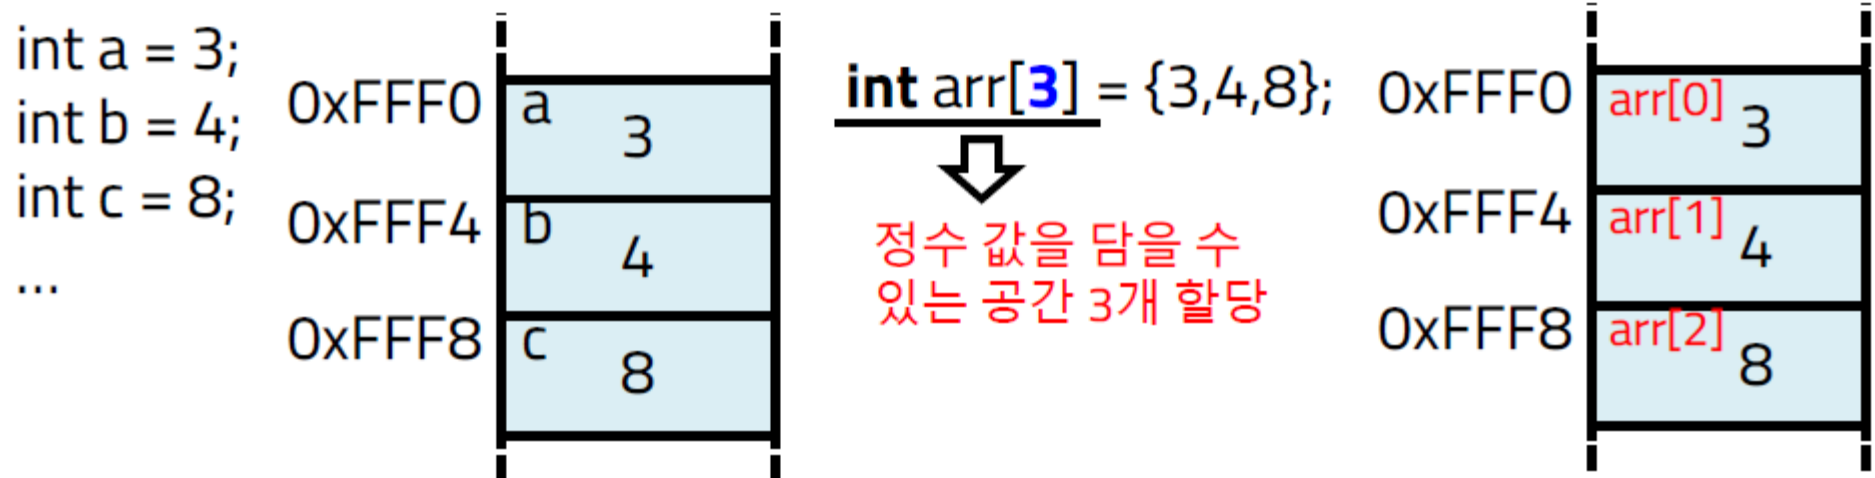 int a = 3;
int b = 4;
int c = 8;
...
0xFFF0
a
3
0xFFF4
b
4
0xFFF8
c
8
int arr[3] = {3,4,8};
정수 값을 담을 수
있는 공간 3개 할당
0xFFF0
arr[0]
3
0xFFF4
arr[1]
4
0xFFF8
arr[2]
8